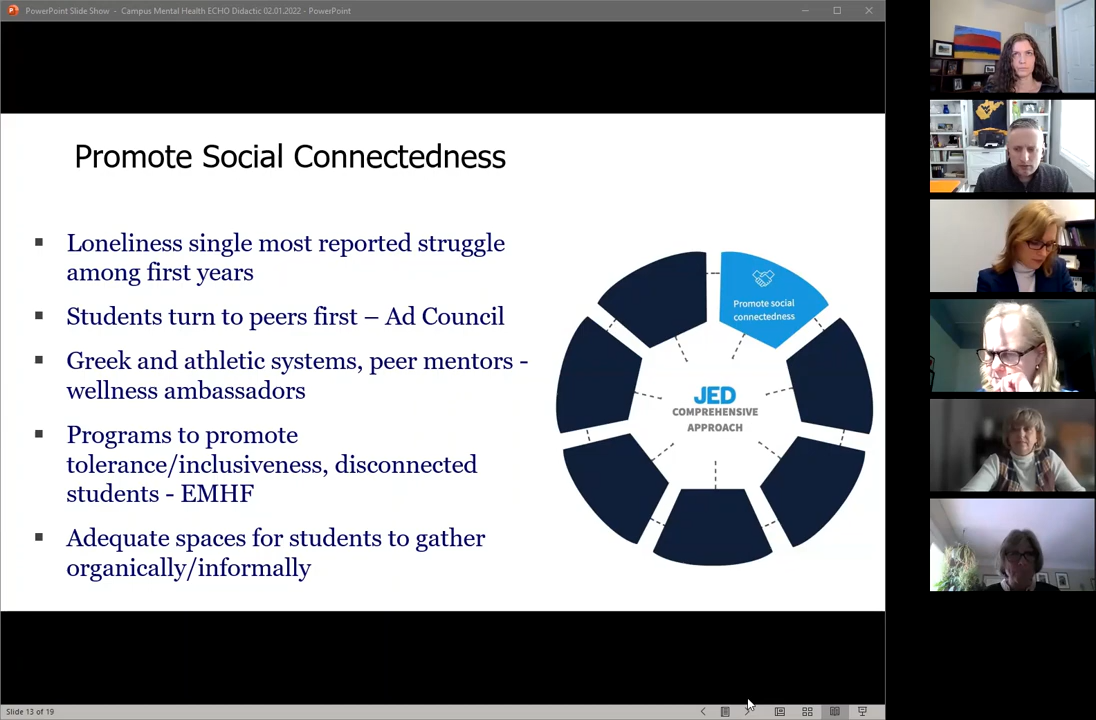 PowerPoint Slide Show - Campus Mental Health ECHO Didactic 02.01.2022 - PowerPoint
Promote Social Connectedness
▪ Loneliness single most reported struggle
among first years
▪ Students turn to peers first – Ad Council
▪ Greek and athletic systems, peer mentors -
wellness ambassadors
▪ Programs to promote
tolerance/inclusiveness, disconnected
students - EMHF
▪ Adequate spaces for students to gather
organically/informally
Promote social
connectedness
JED
COMPREHENSIVE
APPROACH
Slide 13 of 19